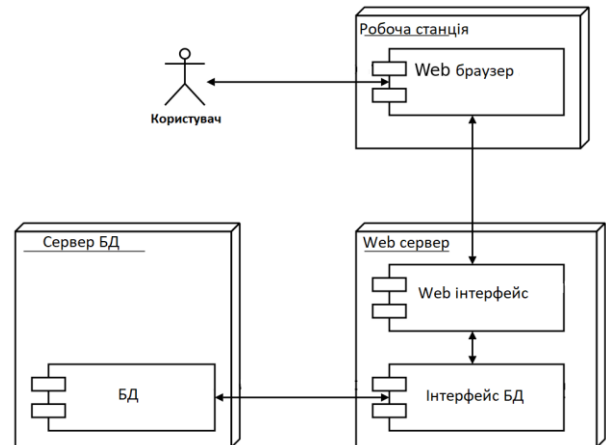 Робоча станція
Web браузер
Користувач
Сервер БД
Web сервер
Web інтерфейс
БД
Інтерфейс БД